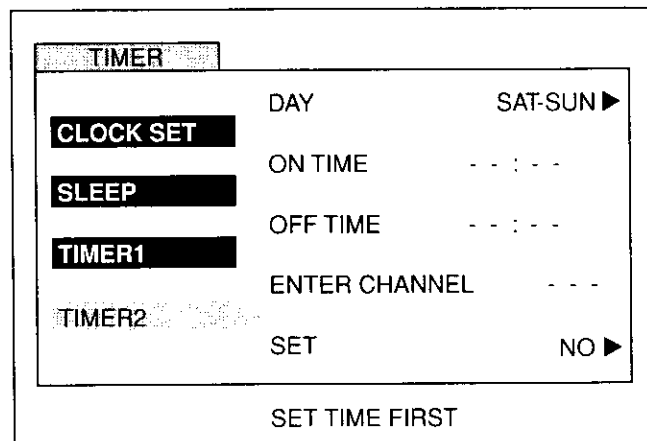 TIMER
CLOCK SET
SLEEP
TIMER1
TIMER2
DAY SAT-SUN ▶
ON TIME - - : - -
OFF TIME - - : - -
ENTER CHANNEL - - -
SET NO ▶
SET TIME FIRST